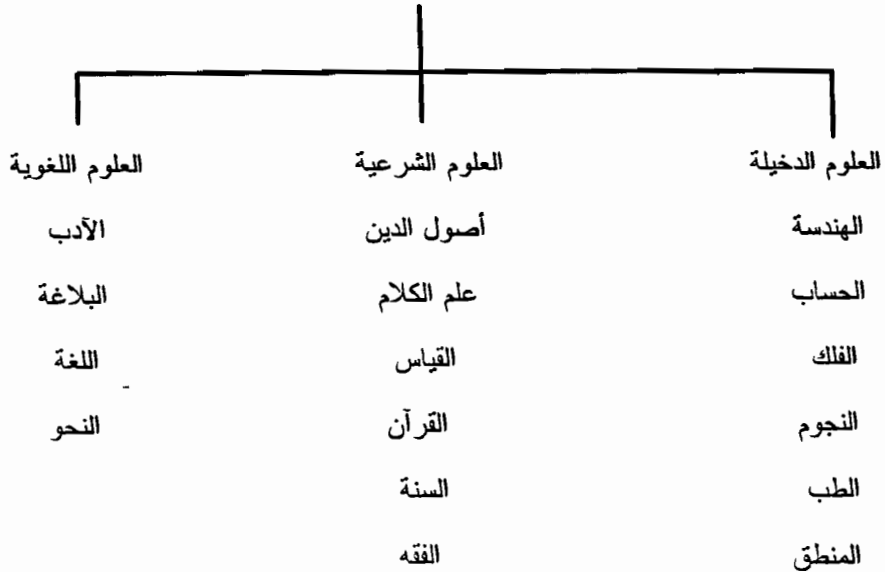 العلوم الدخيلة
الهندسة
الحساب
الفلك
النجوم
الطب
المنطق
العلوم الشرعية
أصول الدين
علم الكلام
القياس
القرآن
السنة
الفقه
العلوم اللغوية
الآدب
البلاغة
اللغة
النحو